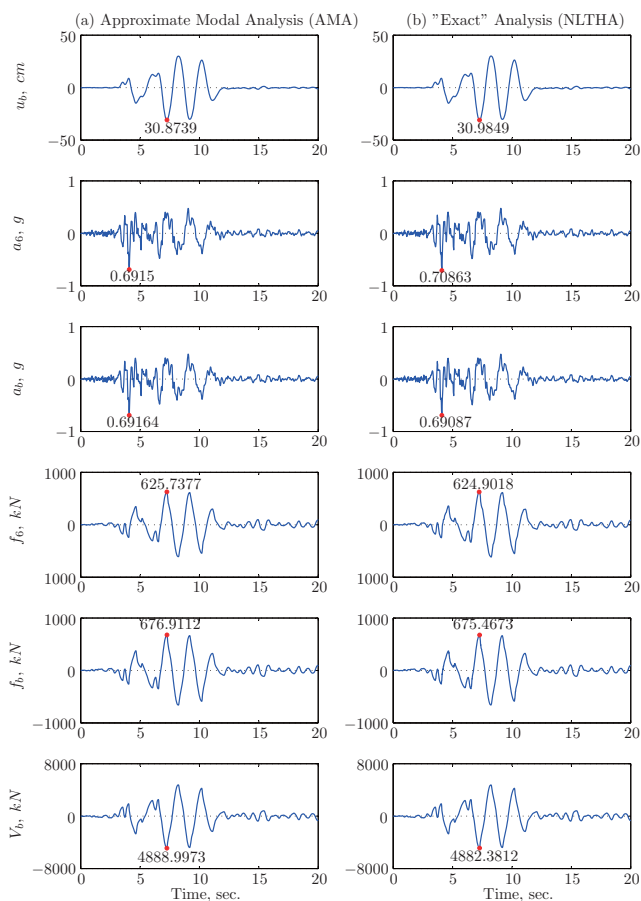 (a) Approximate Modal Analysis (AMA)
(b) ”Exact” Analysis (NLTHA)
u_b, cm
50
0
−50
0 5 10 15 20
30.8739
50
0
−50
0 5 10 15 20
30.9849
a_6, g
1
0
−1
0 5 10 15 20
0.6915
1
0
−1
0 5 10 15 20
0.70863
a_b, g
1
0
−1
0 5 10 15 20
0.69164
1
0
−1
0 5 10 15 20
0.69087
f_6, kN
1000
0
1000
0 5 10 15 20
625.7377
1000
0
1000
0 5 10 15 20
624.9018
f_b, kN
1000
0
−1000
0 5 10 15 20
676.9112
1000
0
−1000
0 5 10 15 20
675.4673
V_b, kN
8000
0
−8000
0 5 10 15 20
4888.9973
Time, sec.
8000
0
−8000
0 5 10 15 20
4882.3812
Time, sec.